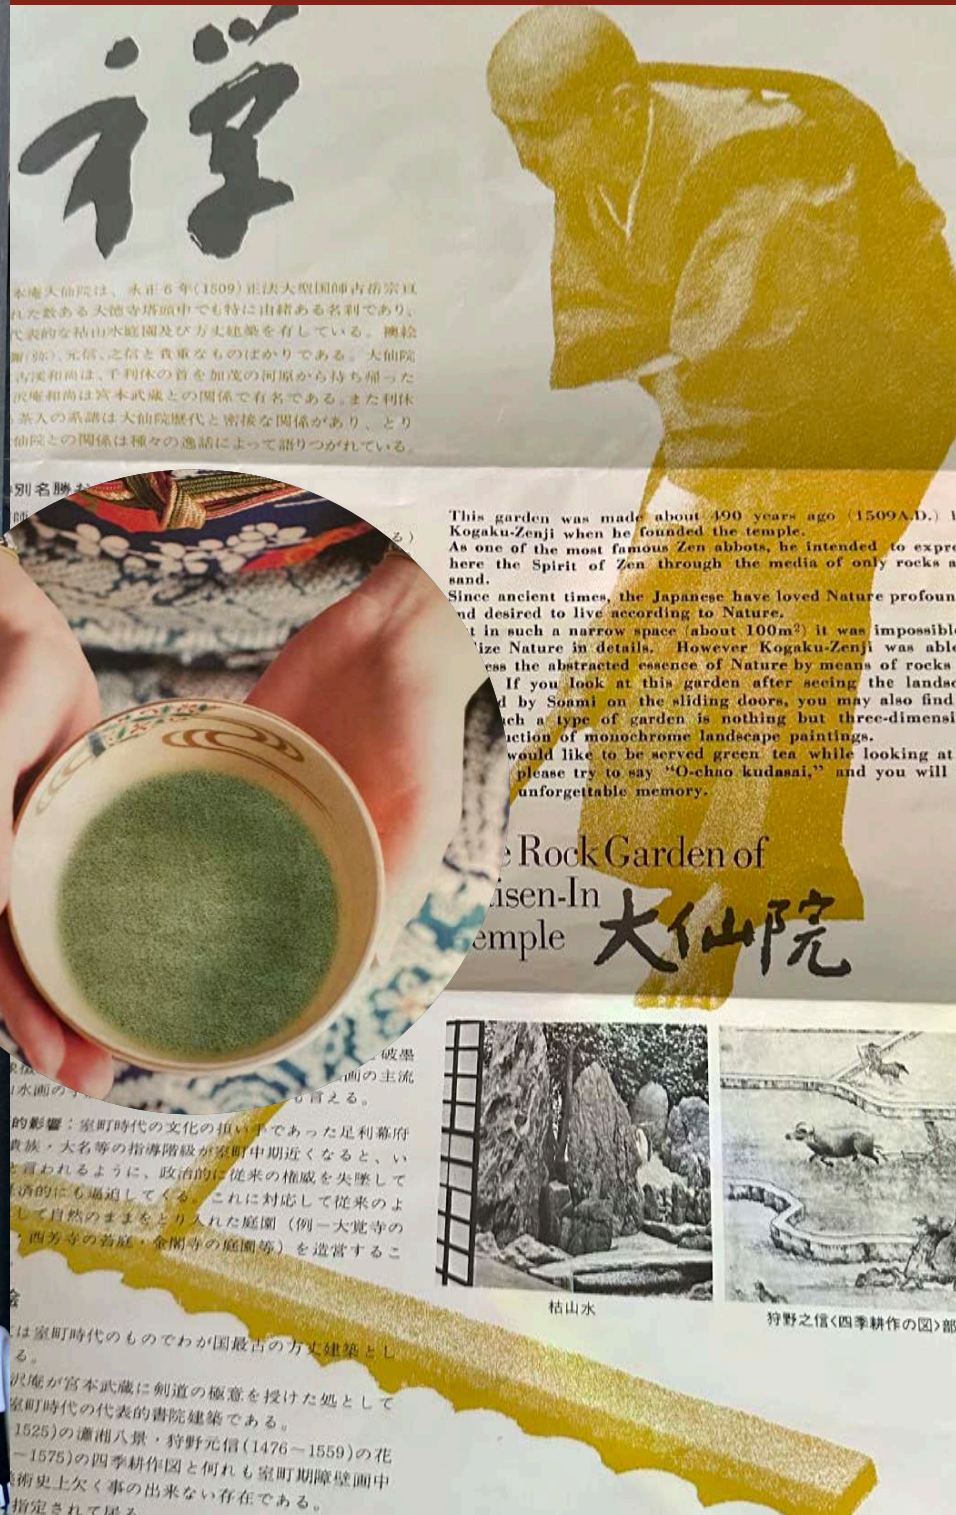 禅
本庵大仙院は、永正6年(1509)正法大聖国師古岳宗亘
れた数ある大徳寺塔頭中でも特に由緒ある名刹であり、
代表的な枯山水庭園及び方丈建築を有している。襖絵
元信、之信と貴重なものばかりである。大仙院
古渓和尚は、千利休の首を加茂の河原から持ち帰った
沢庵和尚は宮本武蔵との関係で有名である。また利休
茶人の系譜は大仙院歴代と密接な関係があり、とり
仙院との関係は種々の逸話によって語りつがれている。
別名勝
師
る)
This garden was made about 490 years ago (1509A.D.)
Kogaku-Zenji when he founded the temple.
As one of the most famous Zen abbots, he intended to expre
here the Spirit of Zen through the media of only rocks a
sand.
Since ancient times, the Japanese have loved Nature profoun
nd desired to live according to Nature.
t in such a narrow space (about 100m²) it was impossible
ize Nature in details. However Kogaku-Zenji was able
ess the abstracted essence of Nature by means of rocks
If you look at this garden after seeing the landsc
d by Soami on the sliding doors, you may also find
uch a type of garden is nothing but three-dimensi
uction of monochrome landscape paintings.
would like to be served green tea while looking at
please try to say “O-chao kudasai,” and you will
unforgettable memory.
e Rock Garden of
isen-In
emple
大仙院
破墨
画の主流
水画の
も言える。
的影響：室町時代の文化の担い手であった足利幕府
貴族・大名等の指導階級が室町中期近くなると、い
と言われるように、政治的に従来の権威を失墜して
済的にも逼迫してくる。これに対応して従来のよ
して自然のままをとり入れた庭園（例－大覚寺の
・西芳寺の苔庭・金閣寺の庭園等）を造営するこ
絵
は室町時代のものでわが国最古の方丈建築とし
る。
沢庵が宮本武蔵に剣道の極意を授けた処として
室町時代の代表的書院建築である。
1525)の瀟湘八景・狩野元信(1476～1559)の花
～1575)の四季耕作図と何れも室町期障壁画中
美術史上欠く事の出来ない存在である。
指定されて居る
枯山水
狩野之信〈四季耕作の図〉部